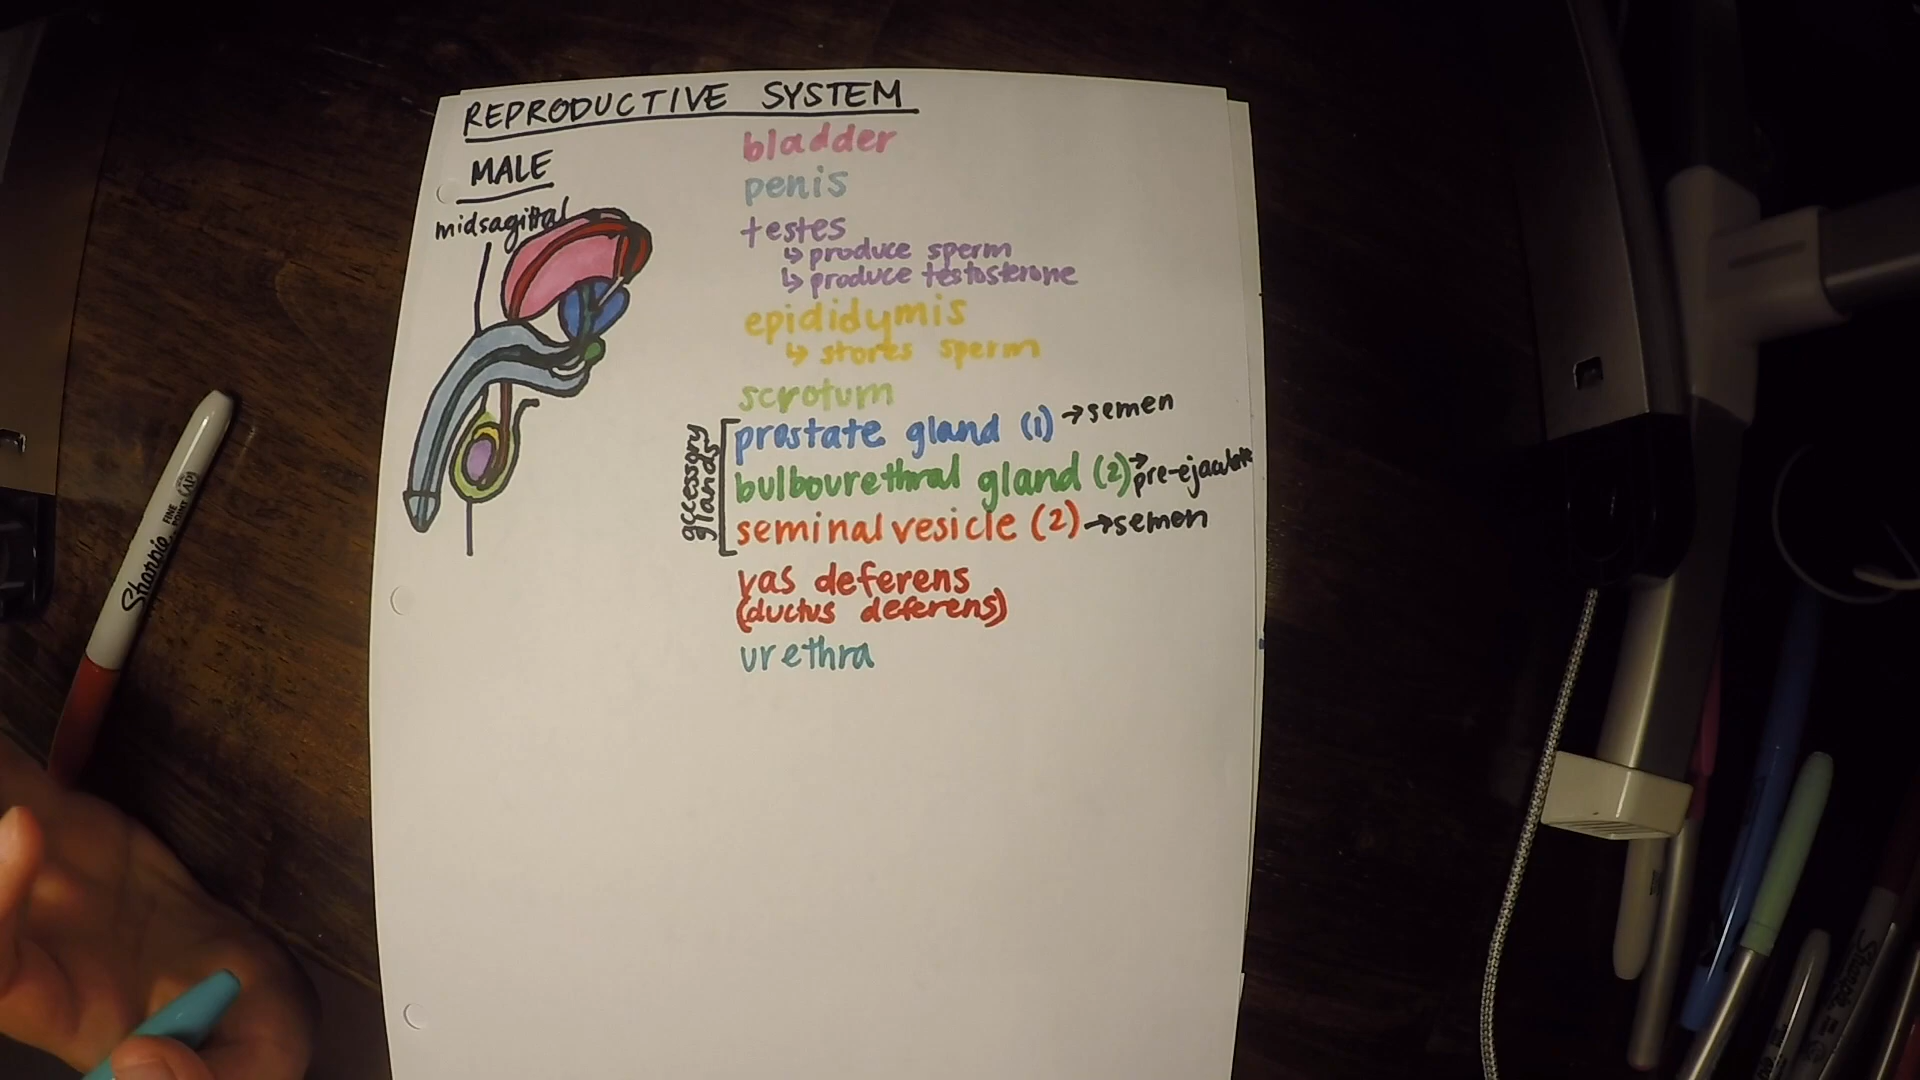 REPRODUCTIVE SYSTEM
MALE
midsagittal
bladder
penis
testes
↳ produce sperm
↳ produce testosterone
epididymis
↳ stores sperm
scrotum
accessory
glands
prostate gland (1) → semen
bulbourethral gland (2) → pre-ejaculate
seminal vesicle (2) → semen
vas deferens
(ductus deferens)
urethra
Sharpie
FINE
POINT
Sharpie